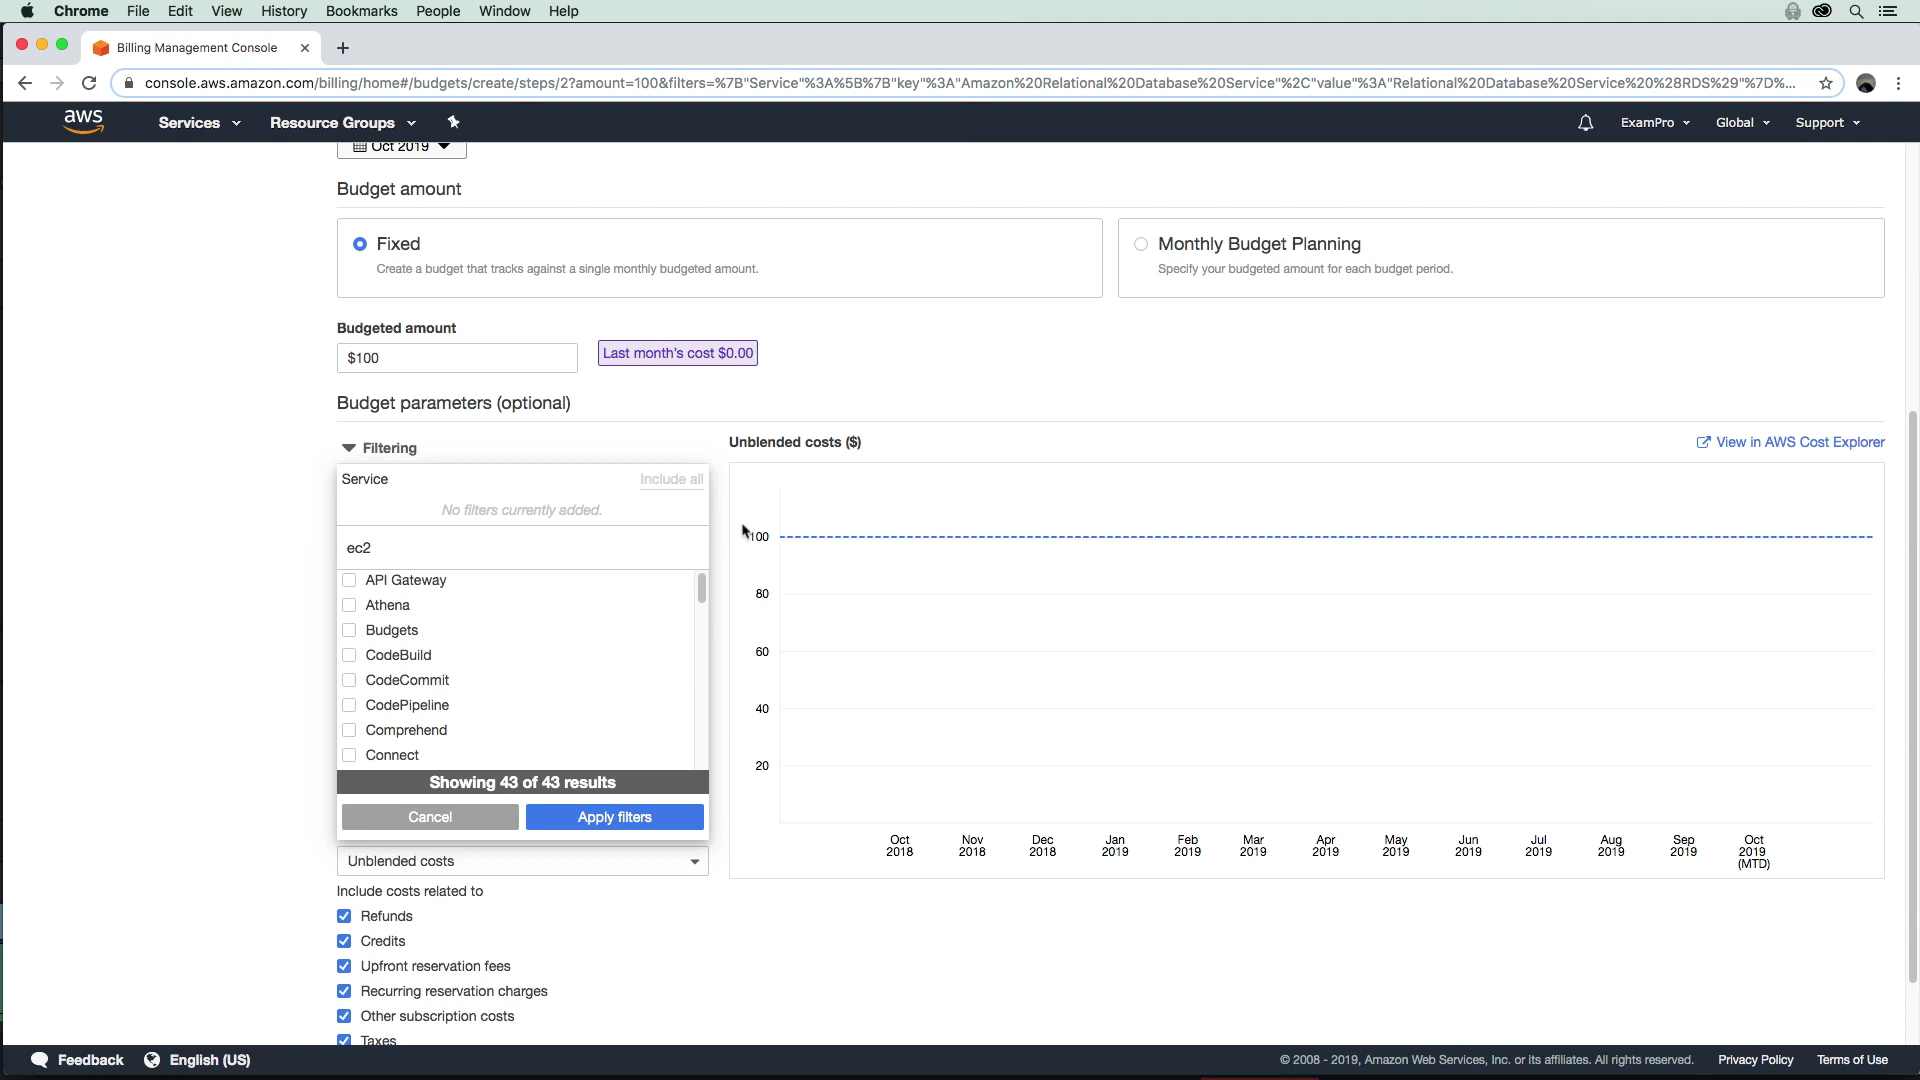 Chrome File Edit View History Bookmarks People Window Help
Billing Management Console
console.aws.amazon.com/billing/home#/budgets/create/steps/2?amount=100&filters=%7B"Service"%3A%5B%7B"key"%3A"Amazon%20Relational%20Database%20Service"%2C"value"%3A"Relational%20Database%20Service%20%28RDS%29"%7D%...
aws Services Resource Groups ExamPro Global Support
Oct 2019
Budget amount
Fixed
Create a budget that tracks against a single monthly budgeted amount.
Monthly Budget Planning
Specify your budgeted amount for each budget period.
Budgeted amount
$100
Last month's cost $0.00
Budget parameters (optional)
Filtering
Service Include all
No filters currently added.
ec2
API Gateway
Athena
Budgets
CodeBuild
CodeCommit
CodePipeline
Comprehend
Connect
Showing 43 of 43 results
Cancel Apply filters
Unblended costs
Include costs related to
Refunds
Credits
Upfront reservation fees
Recurring reservation charges
Other subscription costs
Taxes
Unblended costs ($)
View in AWS Cost Explorer
100
80
60
40
20
Oct 2018
Nov 2018
Dec 2018
Jan 2019
Feb 2019
Mar 2019
Apr 2019
May 2019
Jun 2019
Jul 2019
Aug 2019
Sep 2019
Oct 2019 (MTD)
Feedback English (US)
© 2008 - 2019, Amazon Web Services, Inc. or its affiliates. All rights reserved. Privacy Policy Terms of Use